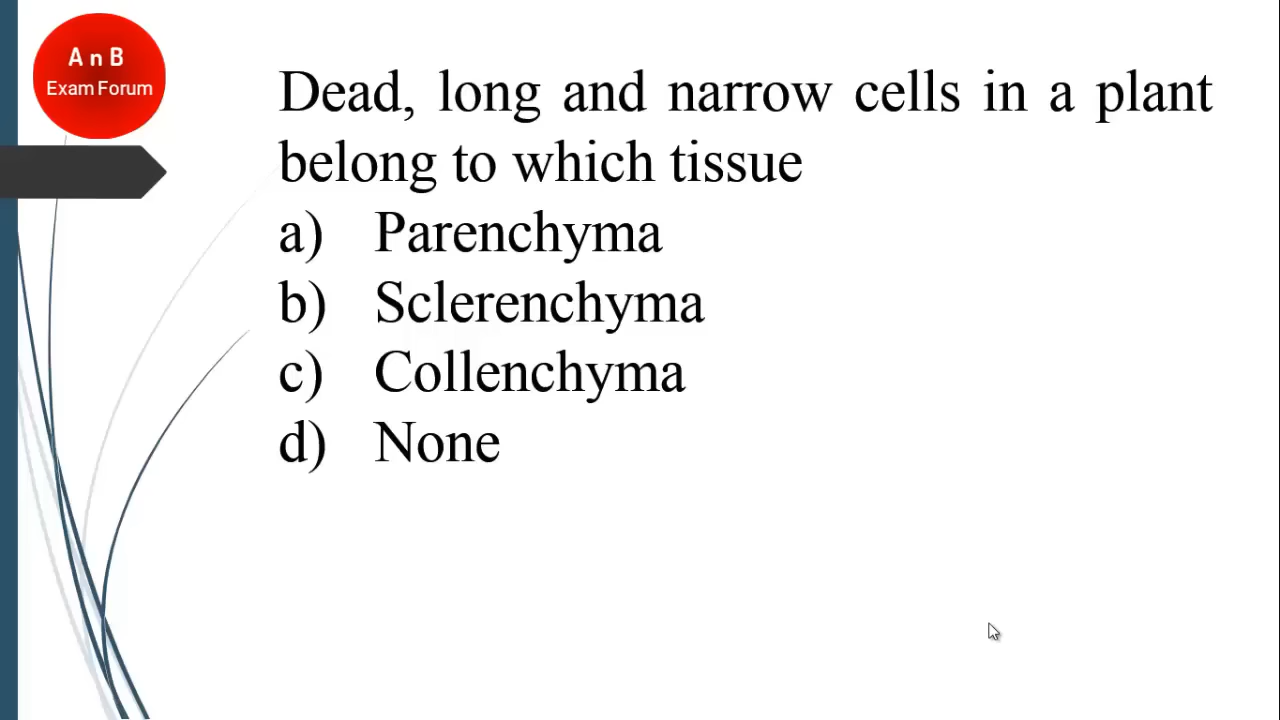 A n B
Exam Forum
Dead, long and narrow cells in a plant
belong to which tissue
a) Parenchyma
b) Sclerenchyma
c) Collenchyma
d) None